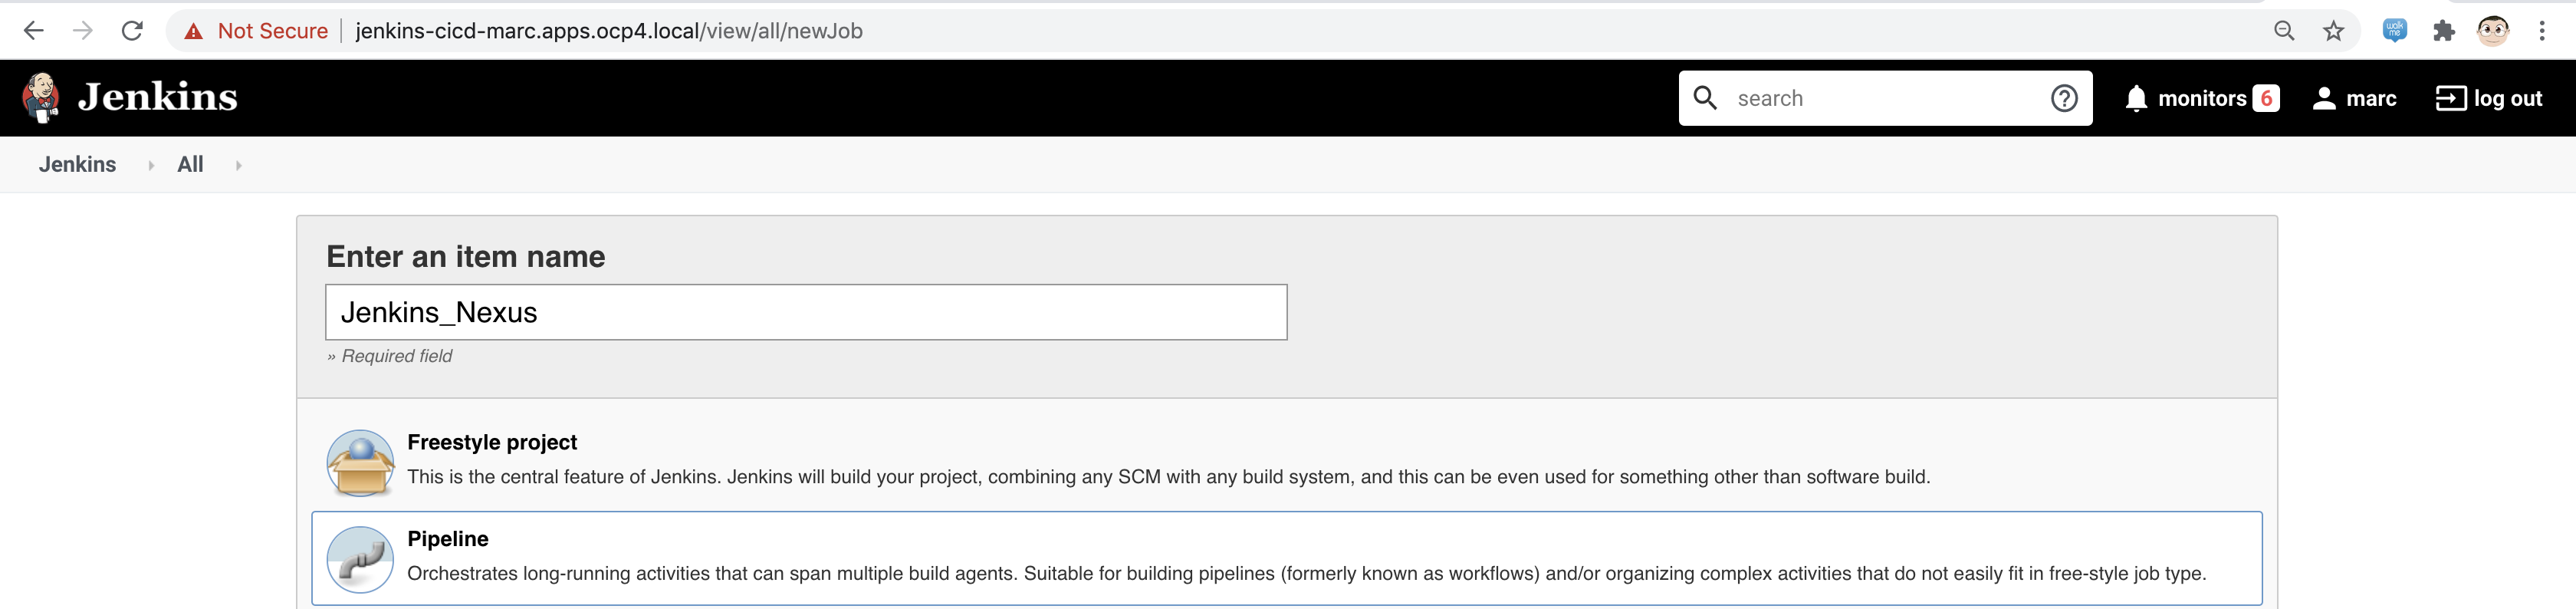 Not Secure jenkins-cicd-marc.apps.ocp4.local/view/all/newJob walk me
Jenkins search monitors 6 marc log out
Jenkins All
Enter an item name
Jenkins_Nexus
» Required field
Freestyle project
This is the central feature of Jenkins. Jenkins will build your project, combining any SCM with any build system, and this can be even used for something other than software build.
Pipeline
Orchestrates long-running activities that can span multiple build agents. Suitable for building pipelines (formerly known as workflows) and/or organizing complex activities that do not easily fit in free-style job type.